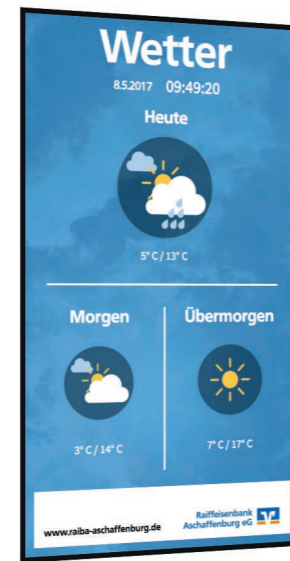 Wetter
8.5.2017 09:49:20
Heute
5° C / 13° C
Morgen
Übermorgen
3° C / 14° C
7° C / 17° C
www.raiba-aschaffenburg.de
Raiffeisenbank
Aschaffenburg eG